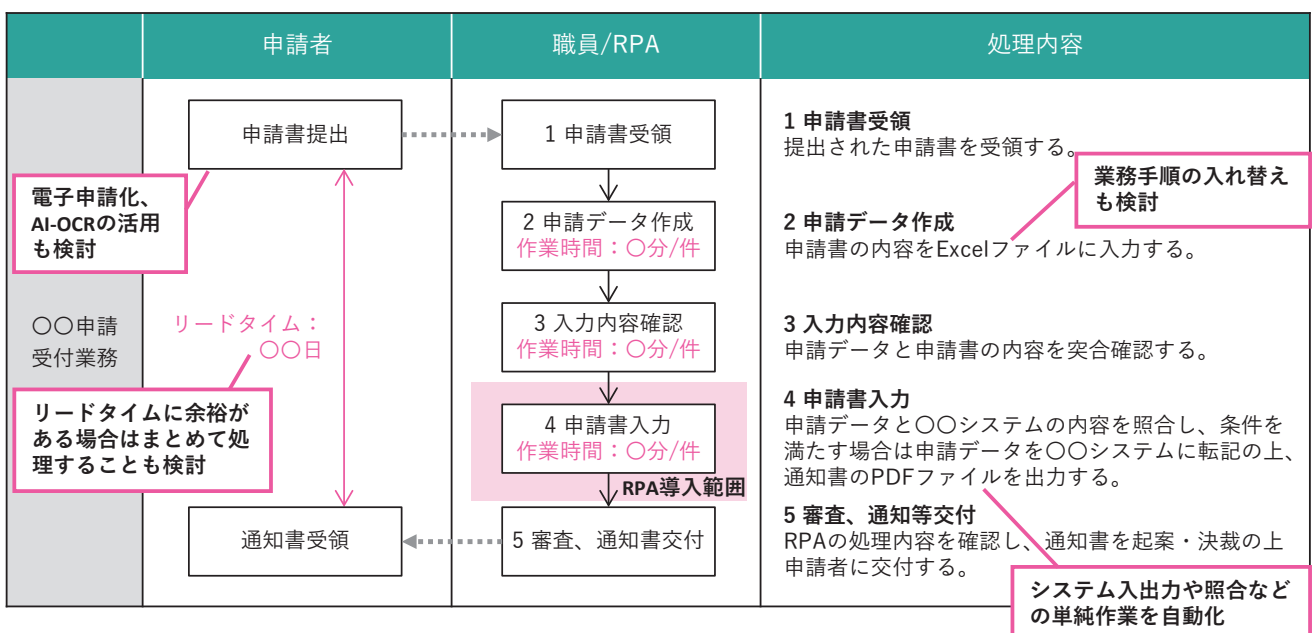 申請者
職員/RPA
処理内容
〇〇申請
受付業務
申請書提出
電子申請化、
AI-OCRの活用
も検討
リードタイム：
〇〇日
リードタイムに余裕が
ある場合はまとめて処
理することも検討
通知書受領
1 申請書受領
2 申請データ作成
作業時間：〇分/件
3 入力内容確認
作業時間：〇分/件
4 申請書入力
作業時間：〇分/件
RPA導入範囲
5 審査、通知書交付
1 申請書受領
提出された申請書を受領する。
業務手順の入れ替え
も検討
2 申請データ作成
申請書の内容をExcelファイルに入力する。
3 入力内容確認
申請データと申請書の内容を突合確認する。
4 申請書入力
申請データと〇〇システムの内容を照合し、条件を
満たす場合は申請データを〇〇システムに転記の上、
通知書のPDFファイルを出力する。
5 審査、通知等交付
RPAの処理内容を確認し、通知書を起案・決裁の上
申請者に交付する。
システム入出力や照合など
の単純作業を自動化